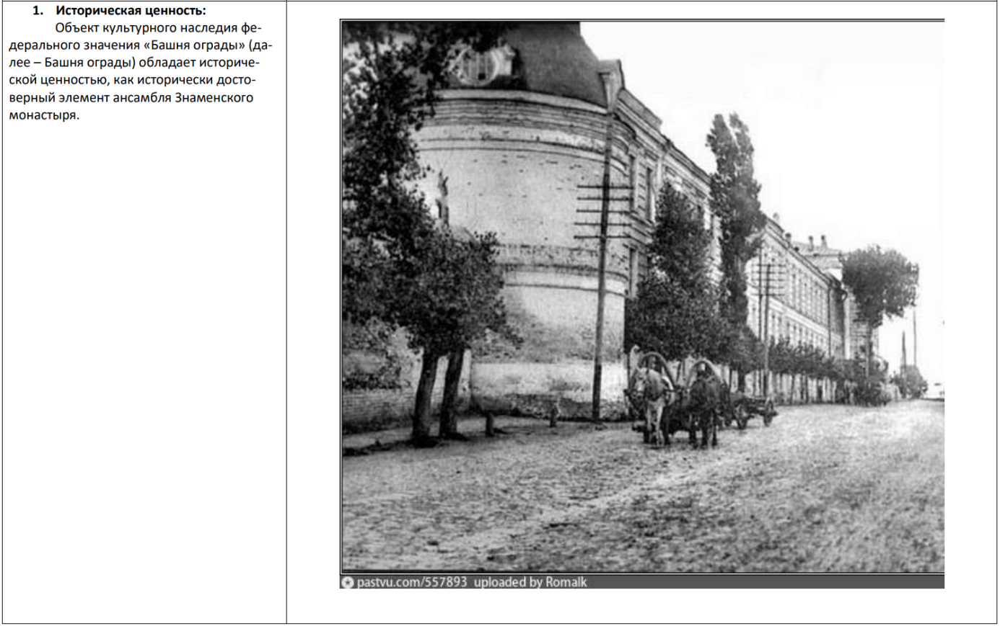 1. Историческая ценность:
Объект культурного наследия фе-
дерального значения «Башня ограды» (да-
лее – Башня ограды) обладает историче-
ской ценностью, как исторически досто-
верный элемент ансамбля Знаменского
монастыря.
pastvu.com/557893 uploaded by Romalk